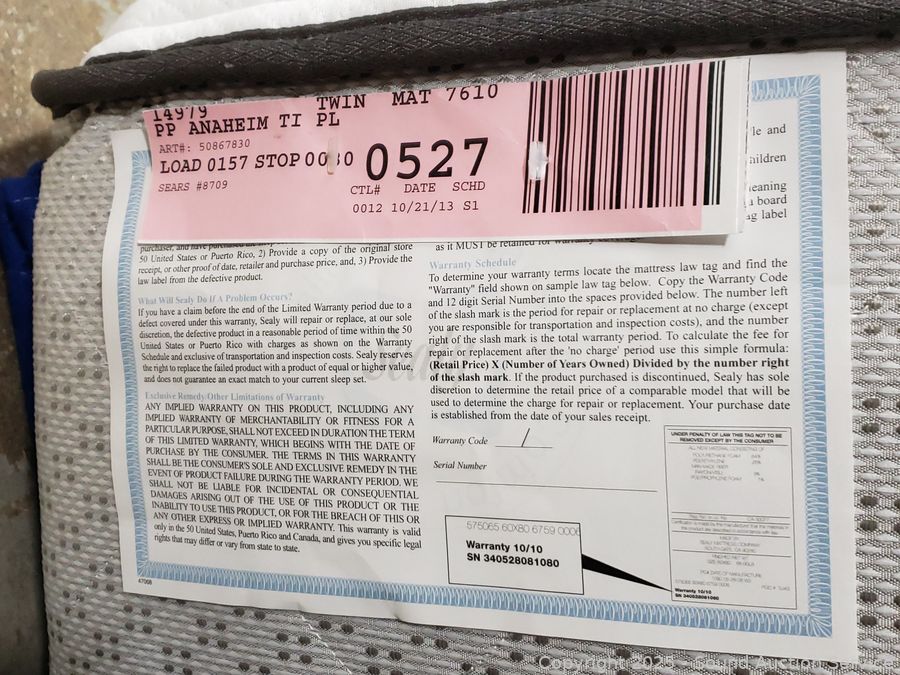 14979 TWIN MAT 7610
PP ANAHEIM TI PL
ART#: 50867830
LOAD 0157 STOP 0030 0527
SEARS #8709
CTL# DATE SCHD
0012 10/21/13 S1
50 United States or Puerto Rico, 2) Provide a copy of the original store
receipt, or other proof of date, retailer and purchase price, and, 3) Provide the
law label from the defective product.
What Will Sealy Do If A Problem Occurs?
If you have a claim before the end of the Limited Warranty period due to a
defect covered under this warranty, Sealy will repair or replace, at our sole
discretion, the defective product in a reasonable period of time within the 50
United States or Puerto Rico with charges as shown on the Warranty
Schedule and exclusive of transportation and inspection costs. Sealy reserves
the right to replace the failed product with a product of equal or higher value,
and does not guarantee an exact match to your current sleep set.
Exclusive Remedy/Other Limitations of Warranty
ANY IMPLIED WARRANTY ON THIS PRODUCT, INCLUDING ANY
IMPLIED WARRANTY OF MERCHANTABILITY OR FITNESS FOR A
PARTICULAR PURPOSE, SHALL NOT EXCEED IN DURATION THE TERM
OF THIS LIMITED WARRANTY, WHICH BEGINS WITH THE DATE OF
PURCHASE BY THE CONSUMER. THE TERMS IN THIS WARRANTY
SHALL BE THE CONSUMER'S SOLE AND EXCLUSIVE REMEDY IN THE
EVENT OF PRODUCT FAILURE DURING THE WARRANTY PERIOD. WE
SHALL NOT BE LIABLE FOR INCIDENTAL OR CONSEQUENTIAL
DAMAGES ARISING OUT OF THE USE OF THIS PRODUCT OR THE
INABILITY TO USE THIS PRODUCT, OR FOR THE BREACH OF THIS OR
ANY OTHER EXPRESS OR IMPLIED WARRANTY. This warranty is valid
only in the 50 United States, Puerto Rico and Canada, and gives you specific legal
rights that may differ or vary from state to state.
47008
le and
hildren
leaning
a board
ag label
as it MUST be retained for
Warranty Schedule
To determine your warranty terms locate the mattress law tag and find the
"Warranty" field shown on sample law tag below. Copy the Warranty Code
and 12 digit Serial Number into the spaces provided below. The number left
of the slash mark is the period for repair or replacement at no charge (except
you are responsible for transportation and inspection costs), and the number
right of the slash mark is the total warranty period. To calculate the fee for
repair or replacement after the 'no charge' period use this simple formula:
(Retail Price) X (Number of Years Owned) Divided by the number right
of the slash mark. If the product purchased is discontinued, Sealy has sole
discretion to determine the retail price of a comparable model that will be
used to determine the charge for repair or replacement. Your purchase date
is established from the date of your sales receipt.
Warranty Code /
Serial Number
575065 60X80 6759 0006
Warranty 10/10
SN 340528081080
UNDER PENALTY OF LAW THIS TAG NOT TO BE
REMOVED EXCEPT BY THE CONSUMER
Warranty 10/10
SN 340528081080
Copyright 2025 - Sound Auction Service